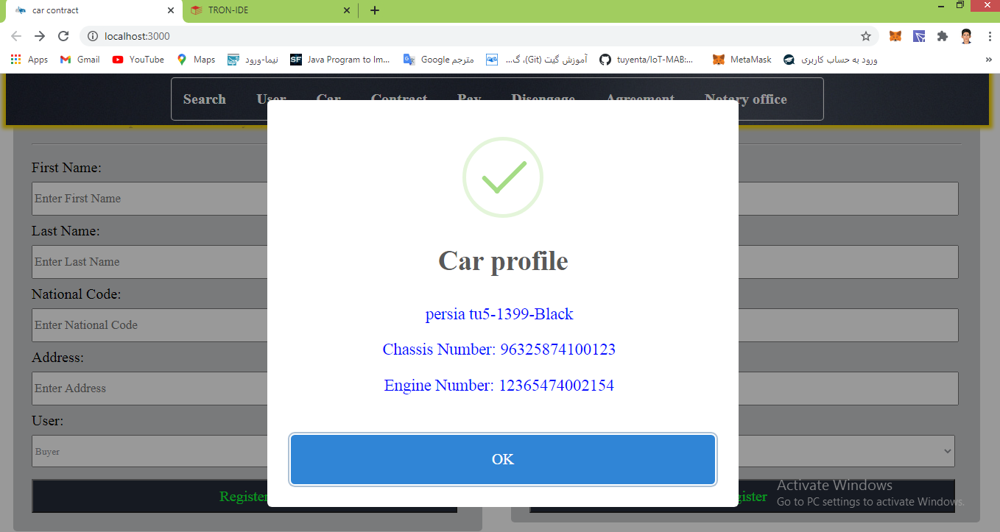 car contract
TRON-IDE
localhost:3000
Apps
Gmail
YouTube
Maps
نیما-ورود
Java Program to Im...
مترجم Google
آموزش گیت (Git)، گ...
tuyenta/IoT-MAB:...
MetaMask
ورود به حساب کاربری
»
Search User Car Contract Pay Disengage Agreement Notary office
First Name:
Enter First Name
Last Name:
Enter Last Name
National Code:
Enter National Code
Address:
Enter Address
User:
Buyer
Register
Car profile
persia tu5-1399-Black
Chassis Number: 96325874100123
Engine Number: 12365474002154
OK
gister
Activate Windows
Go to PC settings to activate Windows.